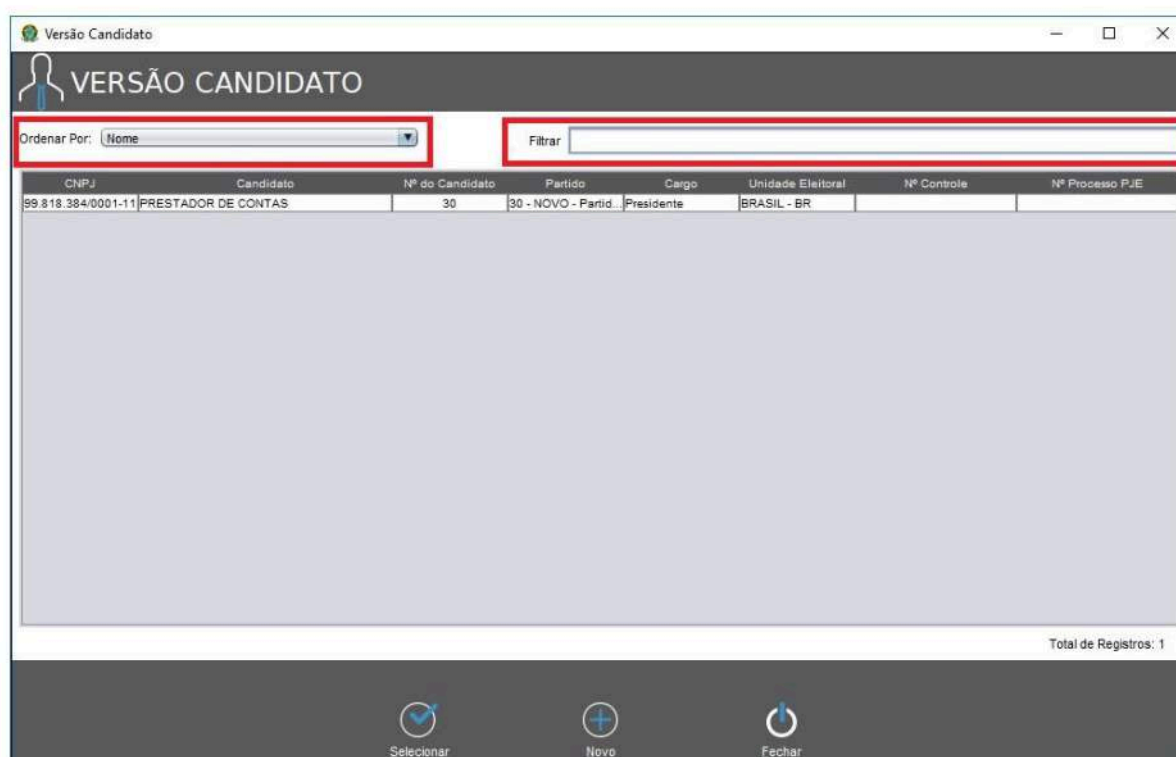 Versão Candidato
VERSÃO CANDIDATO
Ordenar Por: Nome Filtrar
CNPJ Candidato Nº do Candidato Partido Cargo Unidade Eleitoral Nº Controle Nº Processo PJE
99.818.384/0001-11 PRESTADOR DE CONTAS 30 30 - NOVO - Partid... Presidente BRASIL - BR
Total de Registros: 1
Selecionar Novo Fechar